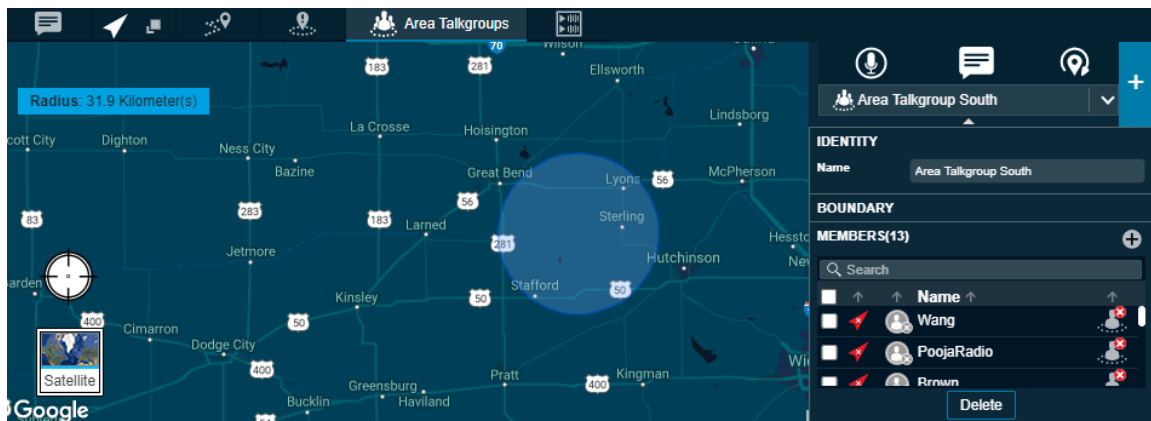 Area Talkgroups
70
183
281
Ellsworth
Radius: 31.9 Kilometer(s)
Area Talkgroup South
Lindsborg
La Crosse
Hoisington
cott City
Dighton
Ness City
IDENTITY
Bazine
Great Bend
Lyons
56
McPherson
Name
Area Talkgroup South
56
83
283
183
Larned
Sterling
BOUNDARY
281
MEMBERS(13)
Jetmore
Hutchinson
Search
Stafford
Kinsley
50
50
Name
400
Cimarron
50
Wang
Dodge City
PoojaRadio
400
Satellite
Pratt
Kingman
400
Greensburg
Brown
Bucklin
Haviland
Delete
Google